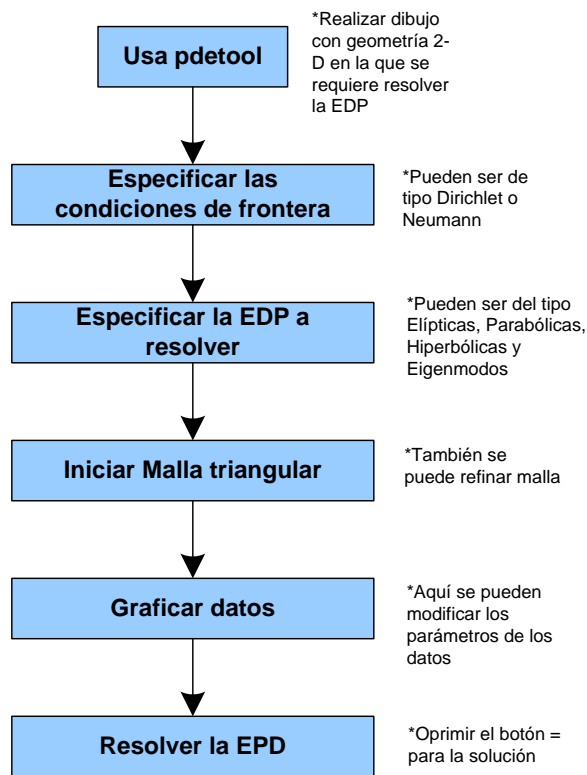 Usa pdetool
*Realizar dibujo
con geometría 2-
D en la que se
requiere resolver
la EDP
Especificar las
condiciones de frontera
*Pueden ser de
tipo Dirichlet o
Neumann
Especificar la EDP a
resolver
*Pueden ser del tipo
Elípticas, Parabólicas,
Hiperbólicas y
Eigenmodos
Iniciar Malla triangular
*También se
puede refinar malla
Graficar datos
*Aquí se pueden
modificar los
parámetros de los
datos
Resolver la EPD
*Oprimir el botón =
para la solución